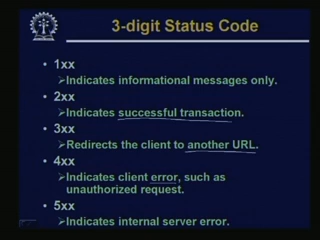 3-digit Status Code
• 1xx
➢Indicates informational messages only.
• 2xx
➢Indicates successful transaction.
• 3xx
➢Redirects the client to another URL.
• 4xx
➢Indicates client error, such as
unauthorized request.
• 5xx
➢Indicates internal server error.